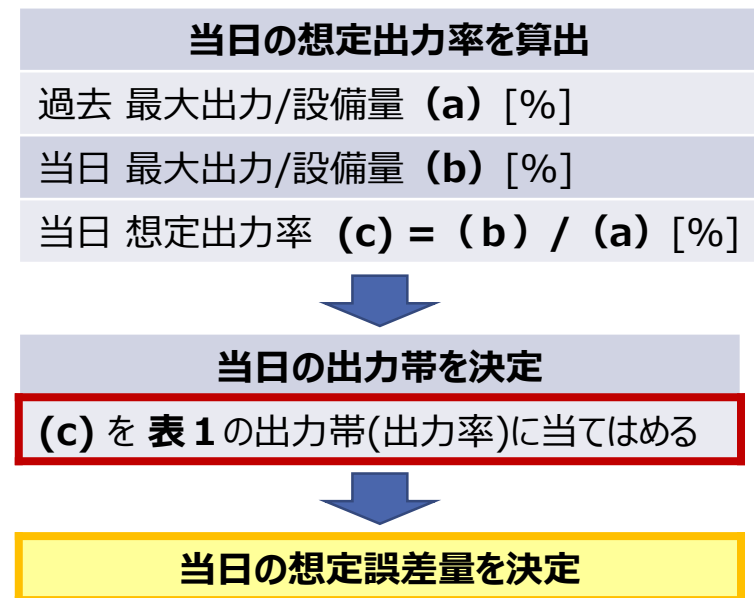 当日の想定出力率を算出
過去 最大出力/設備量（a）[%]
当日 最大出力/設備量（b）[%]
当日 想定出力率 (c) =（ｂ）/（a）[%]
当日の出力帯を決定
(c) を 表１の出力帯(出力率)に当てはめる
当日の想定誤差量を決定